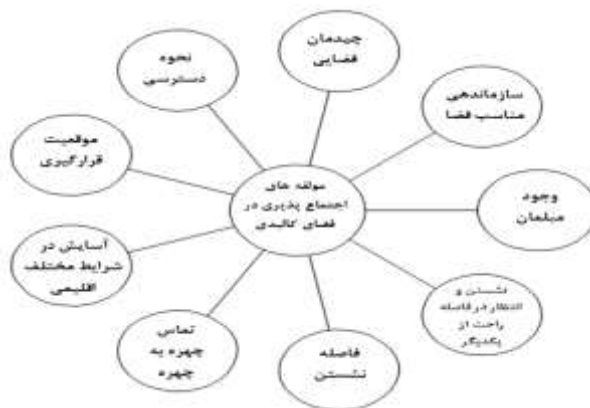 چیدمان
فضایی
سازماندهی
مناسب فضا
وجود
مبلمان
نشستن و
انتظار در فاصله
راحت از
یکدیگر
فاصله
نشستن
تماس
چهره به
چهره
آسایش در
شرایط مختلف
اقلیمی
موقعیت
قرارگیری
نحوه
دسترسی
مولفه های
اجتماع پذیری در
فضای کالبدی